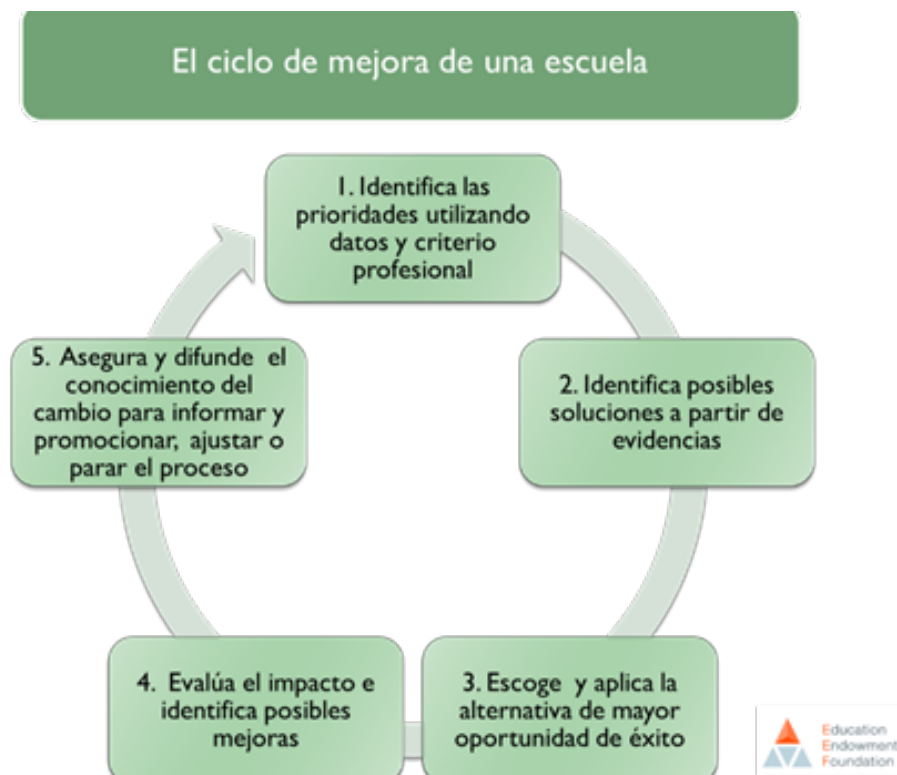 El ciclo de mejora de una escuela
1. Identifica las
prioridades utilizando
datos y criterio
profesional
2. Identifica posibles
soluciones a partir de
evidencias
3. Escoge y aplica la
alternativa de mayor
oportunidad de éxito
4. Evalúa el impacto e
identifica posibles
mejoras
5. Asegura y difunde el
conocimiento del
cambio para informar y
promocionar, ajustar o
parar el proceso
Education
Endowment
Foundation